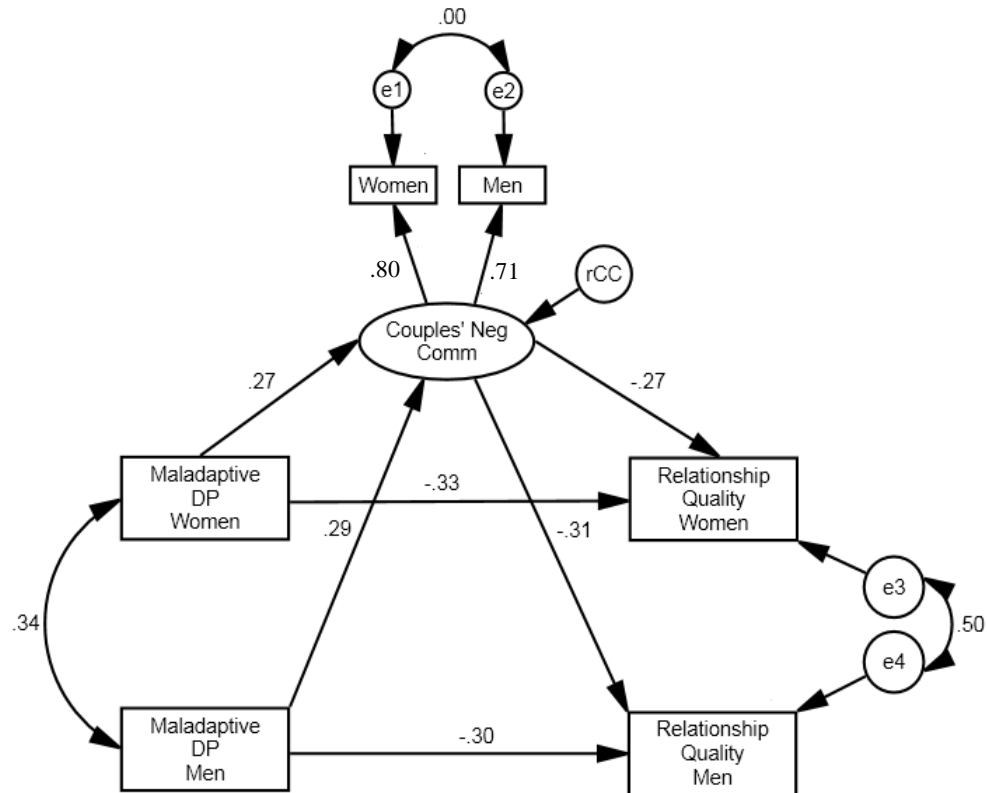 .00
e1
e2
Women
Men
.80
.71
rCC
Couples' Neg
Comm
.27
-.27
Maladaptive
DP
Women
-.33
Relationship
Quality
Women
.29
-.31
e3
.34
.50
e4
Maladaptive
DP
Men
-.30
Relationship
Quality
Men